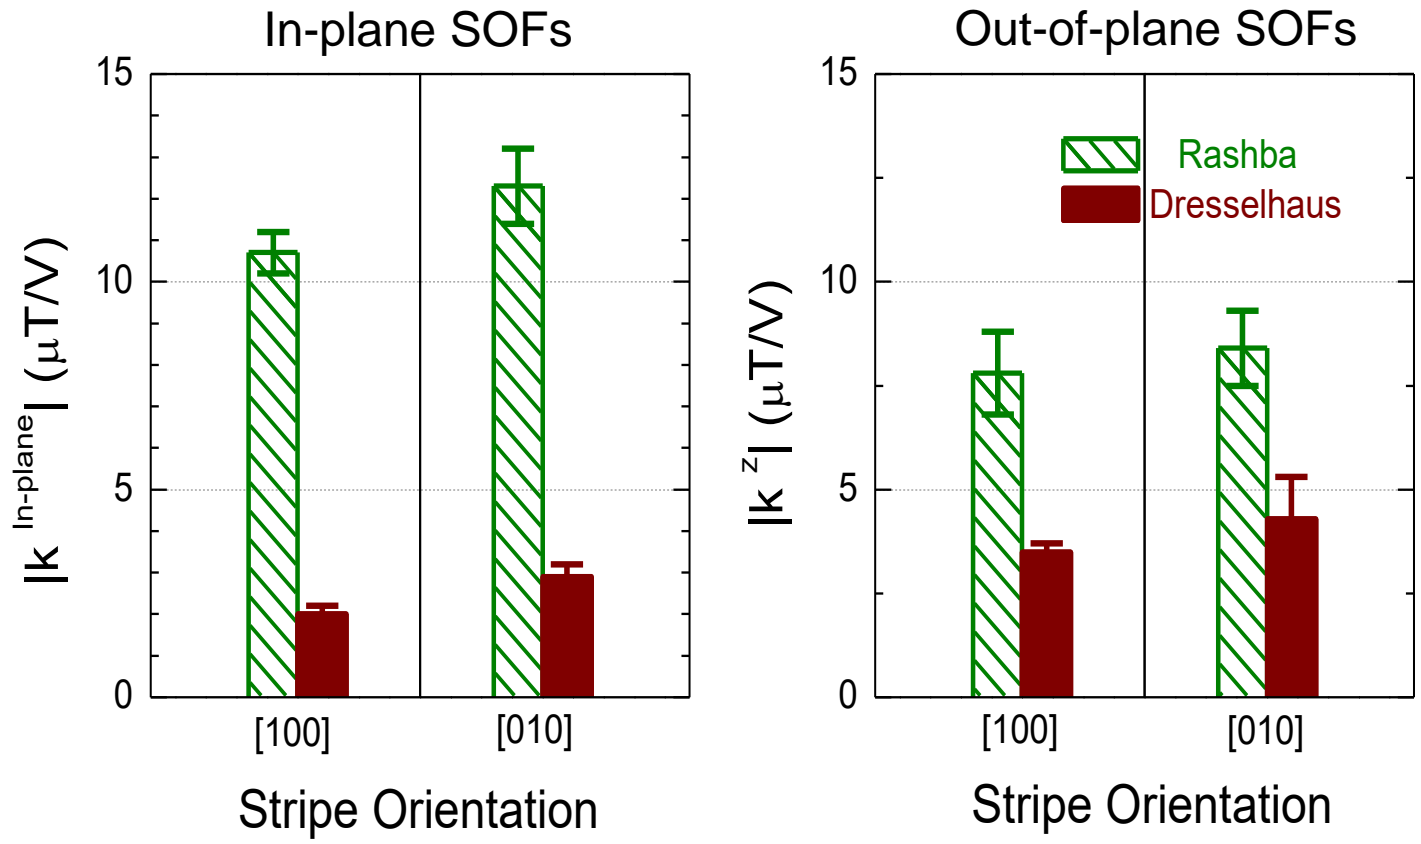 In-plane SOFs
|k In-plane| (μT/V)
15
10
5
0
[100]
[010]
Stripe Orientation
Out-of-plane SOFs
|k z| (μT/V)
15
10
5
0
Rashba
Dresselhaus
[100]
[010]
Stripe Orientation